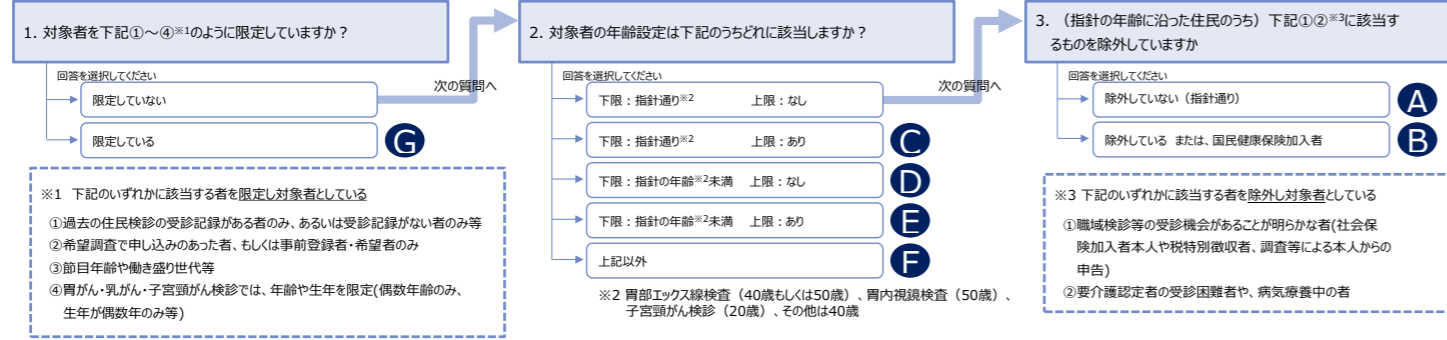 1. 対象者を下記①～④※1のように限定していますか？
回答を選択してください
限定していない
次の質問へ
限定している
G
※1 下記のいずれかに該当する者を限定し対象者としている
①過去の住民検診の受診記録がある者のみ、あるいは受診記録がない者のみ等
②希望調査で申し込みのあった者、もしくは事前登録者・希望者のみ
③節目年齢や働き盛り世代等
④胃がん・乳がん・子宮頸がん検診では、年齢や生年を限定(偶数年齢のみ、
生年が偶数年のみ等)
2. 対象者の年齢設定は下記のうちどれに該当しますか？
回答を選択してください
下限：指針通り※2 上限：なし
次の質問へ
下限：指針通り※2 上限：あり
C
下限：指針の年齢※2未満 上限：なし
D
下限：指針の年齢※2未満 上限：あり
E
上記以外
F
※2 胃部エックス線検査（40歳もしくは50歳）、胃内視鏡検査（50歳）、
子宮頸がん検診（20歳）、その他は40歳
3. （指針の年齢に沿った住民のうち）下記①②※3に該当す
るものを除外していますか
回答を選択してください
除外していない（指針通り）
A
除外している または、国民健康保険加入者
B
※3 下記のいずれかに該当する者を除外し対象者としている
①職域検診等の受診機会があることが明らかな者(社会保
険加入者本人や税特別徴収者、調査等による本人からの
申告)
②要介護認定者の受診困難者や、病気療養中の者